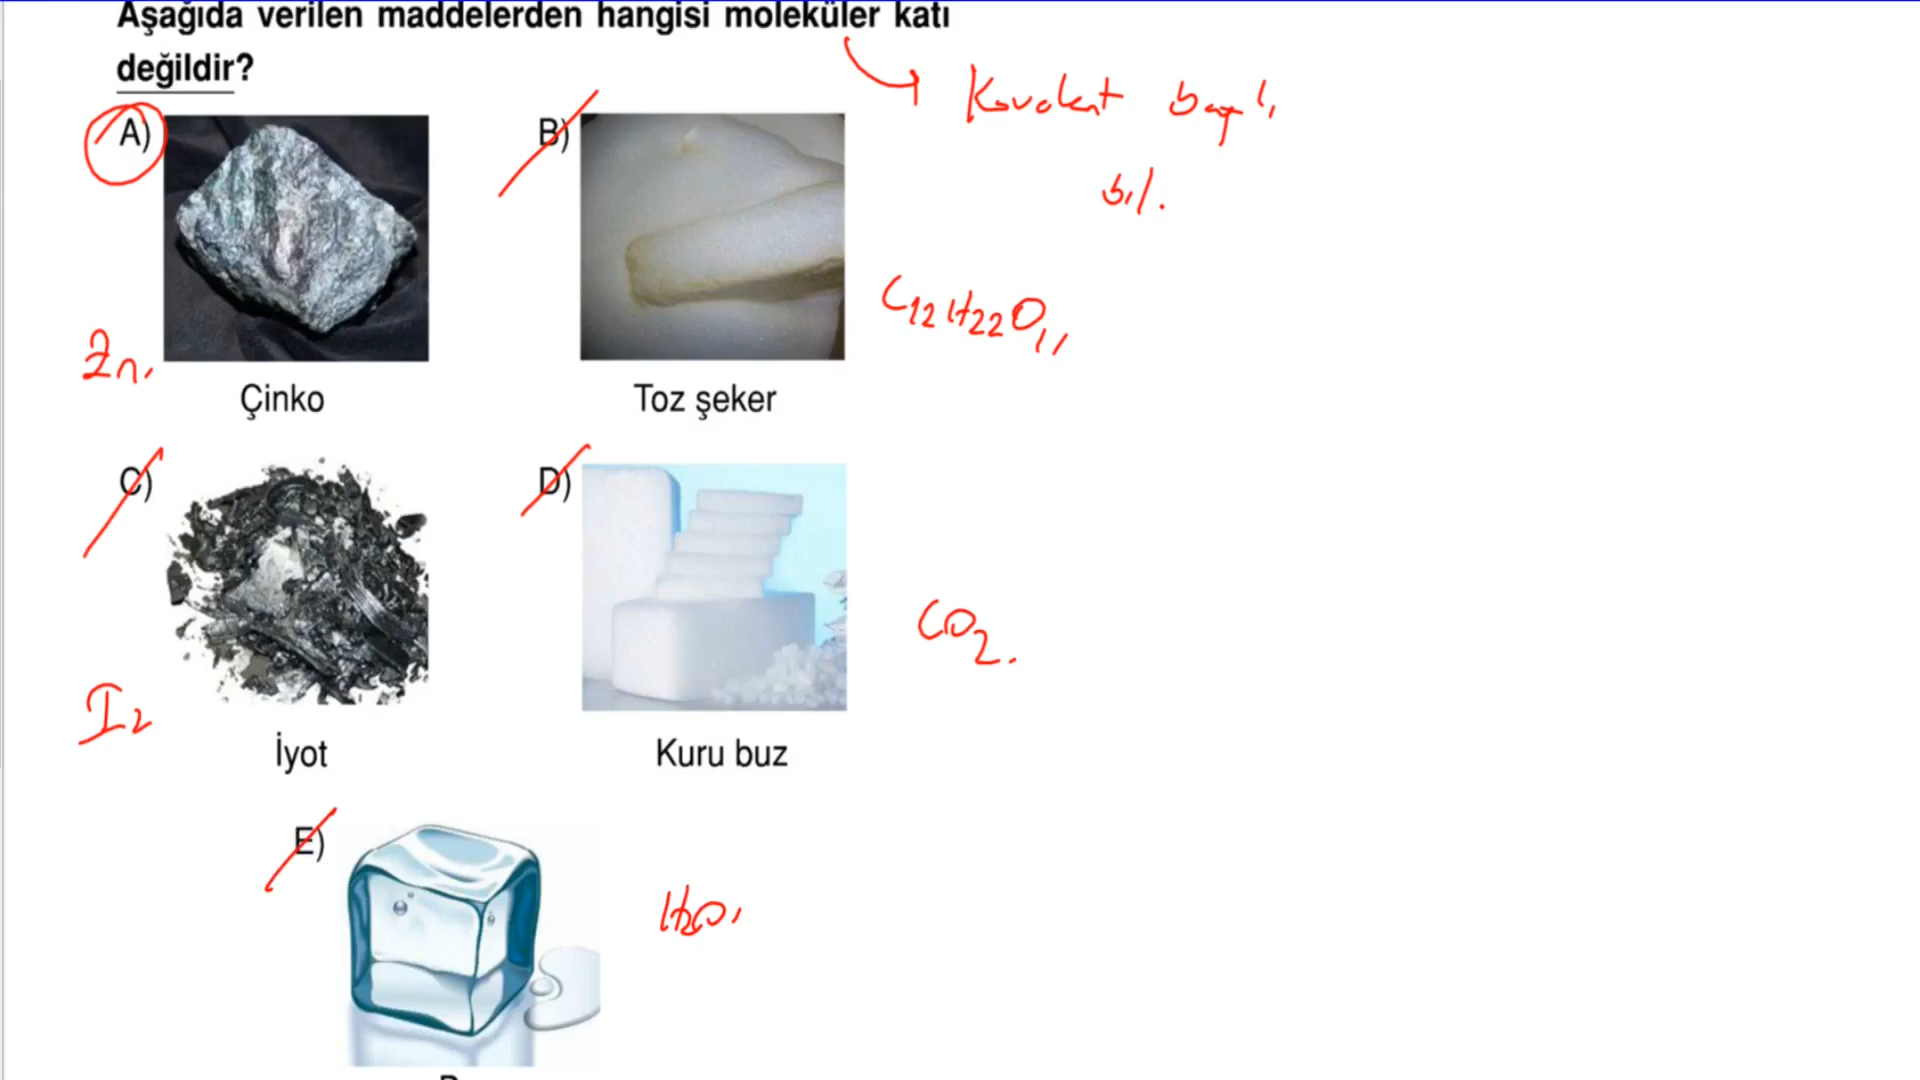 Aşağıda verilen maddelerden hangisi moleküler katı
değildir?
Kovalent bağlı
bil.
A)
B)
Zn
C12H22O11
Çinko
Toz şeker
C)
D)
CO2.
I2
İyot
Kuru buz
E)
H2O